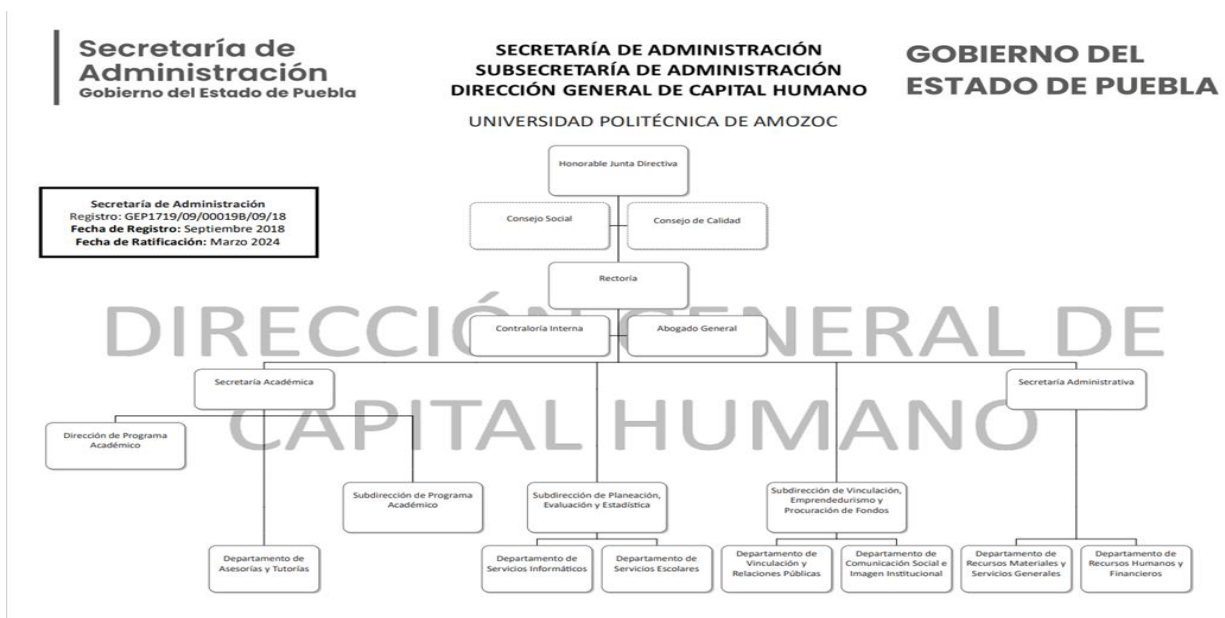 Secretaría de
Administración
Gobierno del Estado de Puebla
SECRETARÍA DE ADMINISTRACIÓN
SUBSECRETARÍA DE ADMINISTRACIÓN
DIRECCIÓN GENERAL DE CAPITAL HUMANO
UNIVERSIDAD POLITÉCNICA DE AMOZOC
GOBIERNO DEL
ESTADO DE PUEBLA
Secretaría de Administración
Registro: GEP1719/09/00019B/09/18
Fecha de Registro: Septiembre 2018
Fecha de Ratificación: Marzo 2024
Honorable Junta Directiva
Consejo Social
Consejo de Calidad
Rectoría
Contraloría Interna
Abogado General
DIRECCIÓN GENERAL DE
CAPITAL HUMANO
Secretaría Académica
Secretaría Administrativa
Dirección de Programa
Académico
Subdirección de Programa
Académico
Subdirección de Planeación,
Evaluación y Estadística
Subdirección de Vinculación,
Emprendedurismo y
Procuración de Fondos
Departamento de
Asesorías y Tutorías
Departamento de
Servicios Informáticos
Departamento de
Servicios Escolares
Departamento de
Vinculación y
Relaciones Públicas
Departamento de
Comunicación Social e
Imagen Institucional
Departamento de
Recursos Materiales y
Servicios Generales
Departamento de
Recursos Humanos y
Financieros